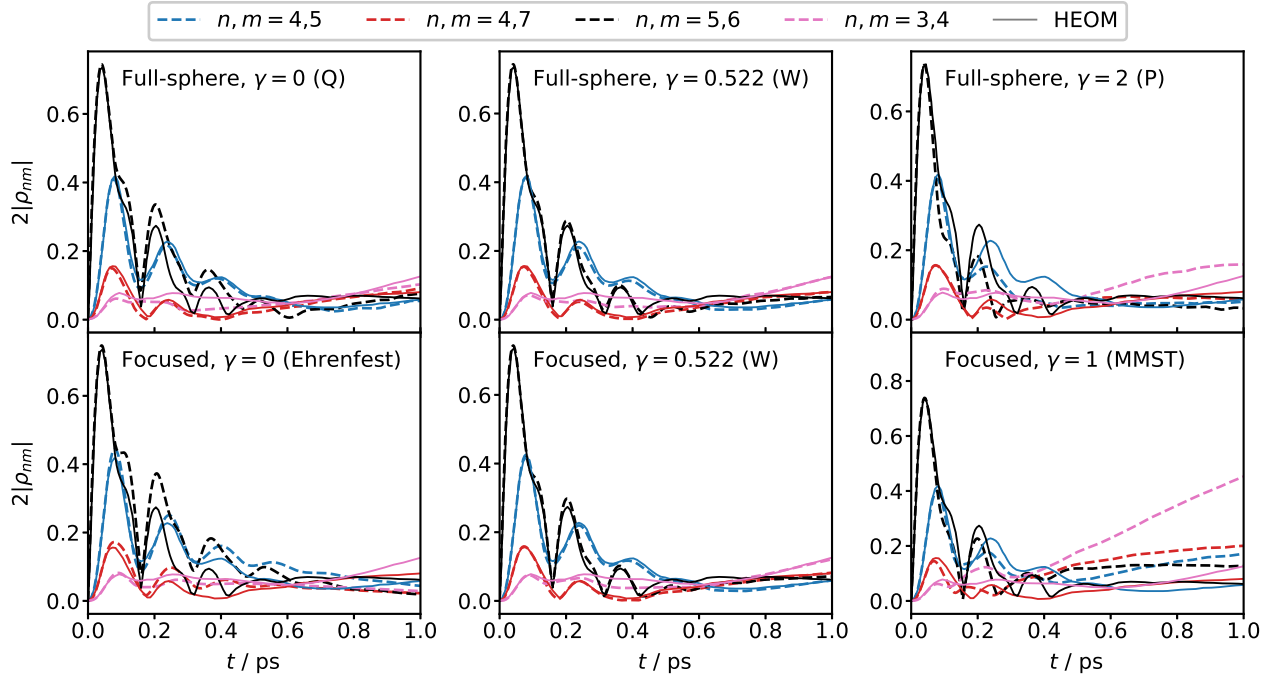 n, m = 4,5 n, m = 4,7 n, m = 5,6 n, m = 3,4 HEOM
Full-sphere, γ = 0 (Q)
Full-sphere, γ = 0.522 (W)
Full-sphere, γ = 2 (P)
2|ρnm|
0.6
0.4
0.2
0.0
0.6
0.4
0.2
0.0
0.6
0.4
0.2
0.0
Focused, γ = 0 (Ehrenfest)
Focused, γ = 0.522 (W)
Focused, γ = 1 (MMST)
2|ρnm|
0.6
0.4
0.2
0.0
0.6
0.4
0.2
0.0
0.8
0.6
0.4
0.2
0.0
0.0 0.2 0.4 0.6 0.8 1.0
0.0 0.2 0.4 0.6 0.8 1.0
0.0 0.2 0.4 0.6 0.8 1.0
t / ps
t / ps
t / ps